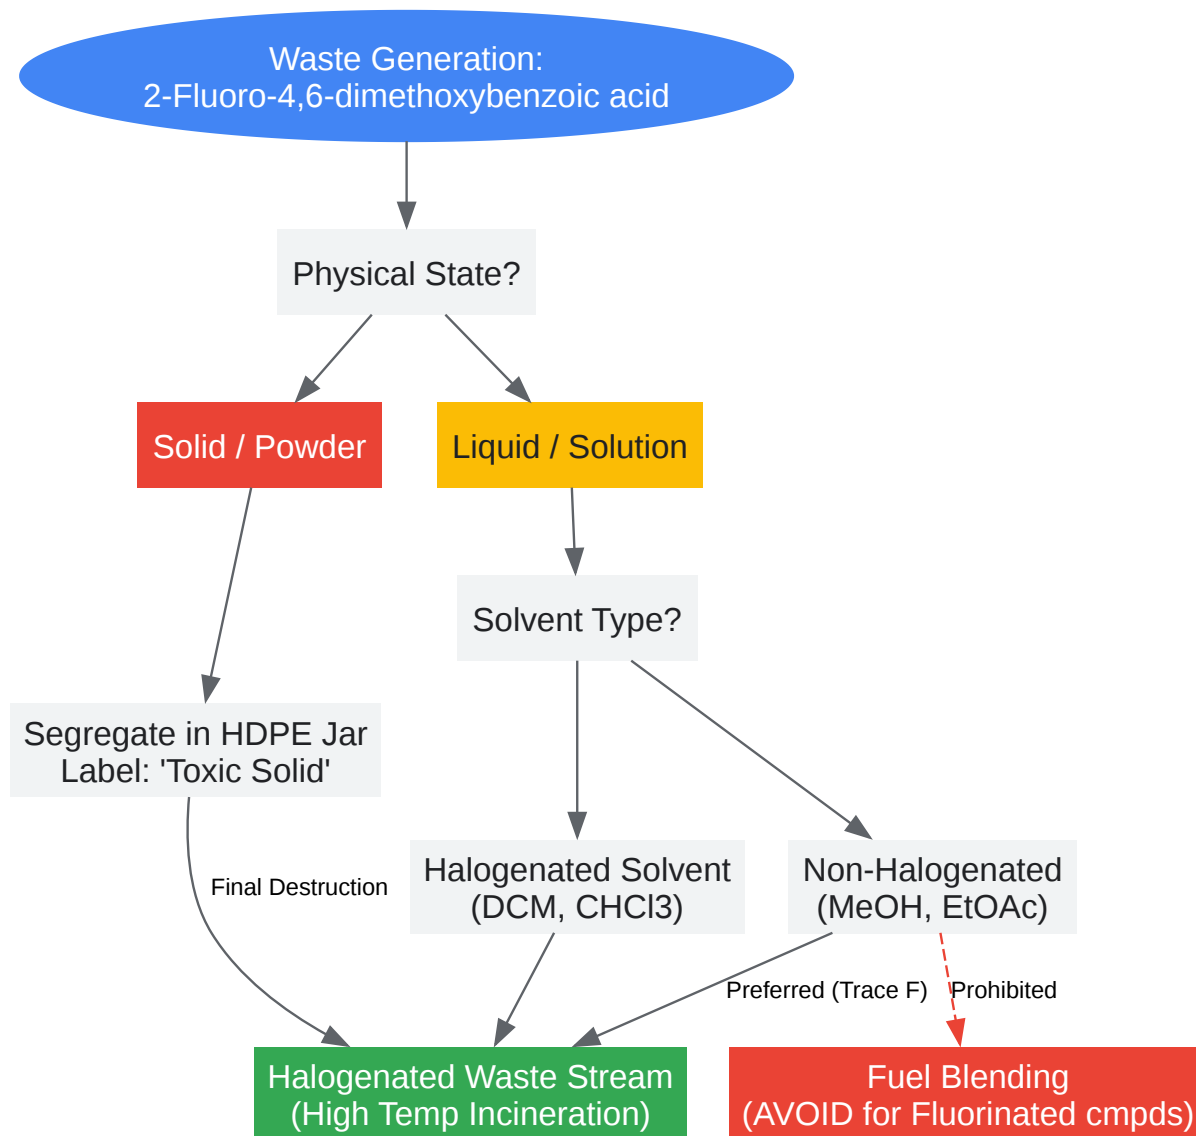 Waste Generation:
2-Fluoro-4,6-dimethoxybenzoic acid
Physical State?
Solid / Powder
Liquid / Solution
Solvent Type?
Segregate in HDPE Jar
Label: 'Toxic Solid'
Halogenated Solvent
(DCM, CHCl3)
Non-Halogenated
(MeOH, EtOAc)
Final Destruction
Preferred (Trace F)
Prohibited
Halogenated Waste Stream
(High Temp Incineration)
Fuel Blending
(AVOID for Fluorinated cmpds)